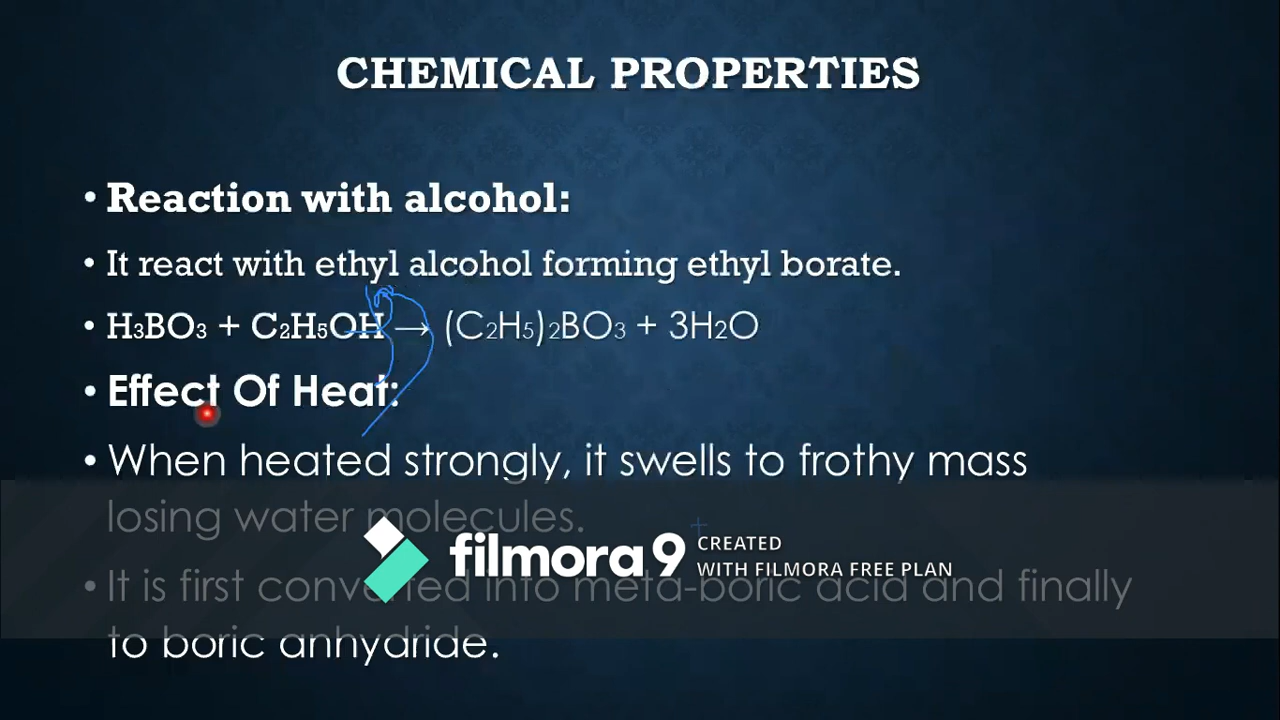 CHEMICAL PROPERTIES
• Reaction with alcohol:
• It react with ethyl alcohol forming ethyl borate.
• H₃BO₃ + C₂H₅OH → (C₂H₅)₂BO₃ + 3H₂O
• Effect Of Heat:
• When heated strongly, it swells to frothy mass
losing water molecules.
• It is first converted into meta-boric acid and finally
to boric anhydride.
filmora9
CREATED
WITH FILMORA FREE PLAN